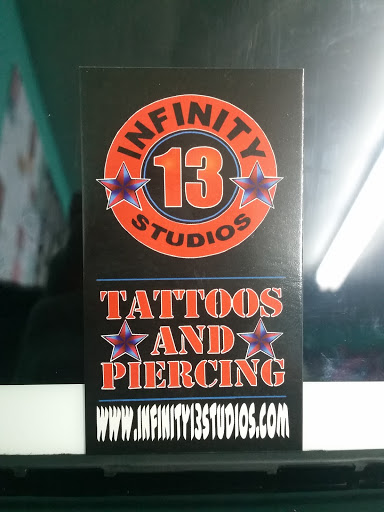 INFINITY
13
STUDIOS
TATTOOS
AND
PIERCING
WWW.INFINITY13STUDIOS.COM